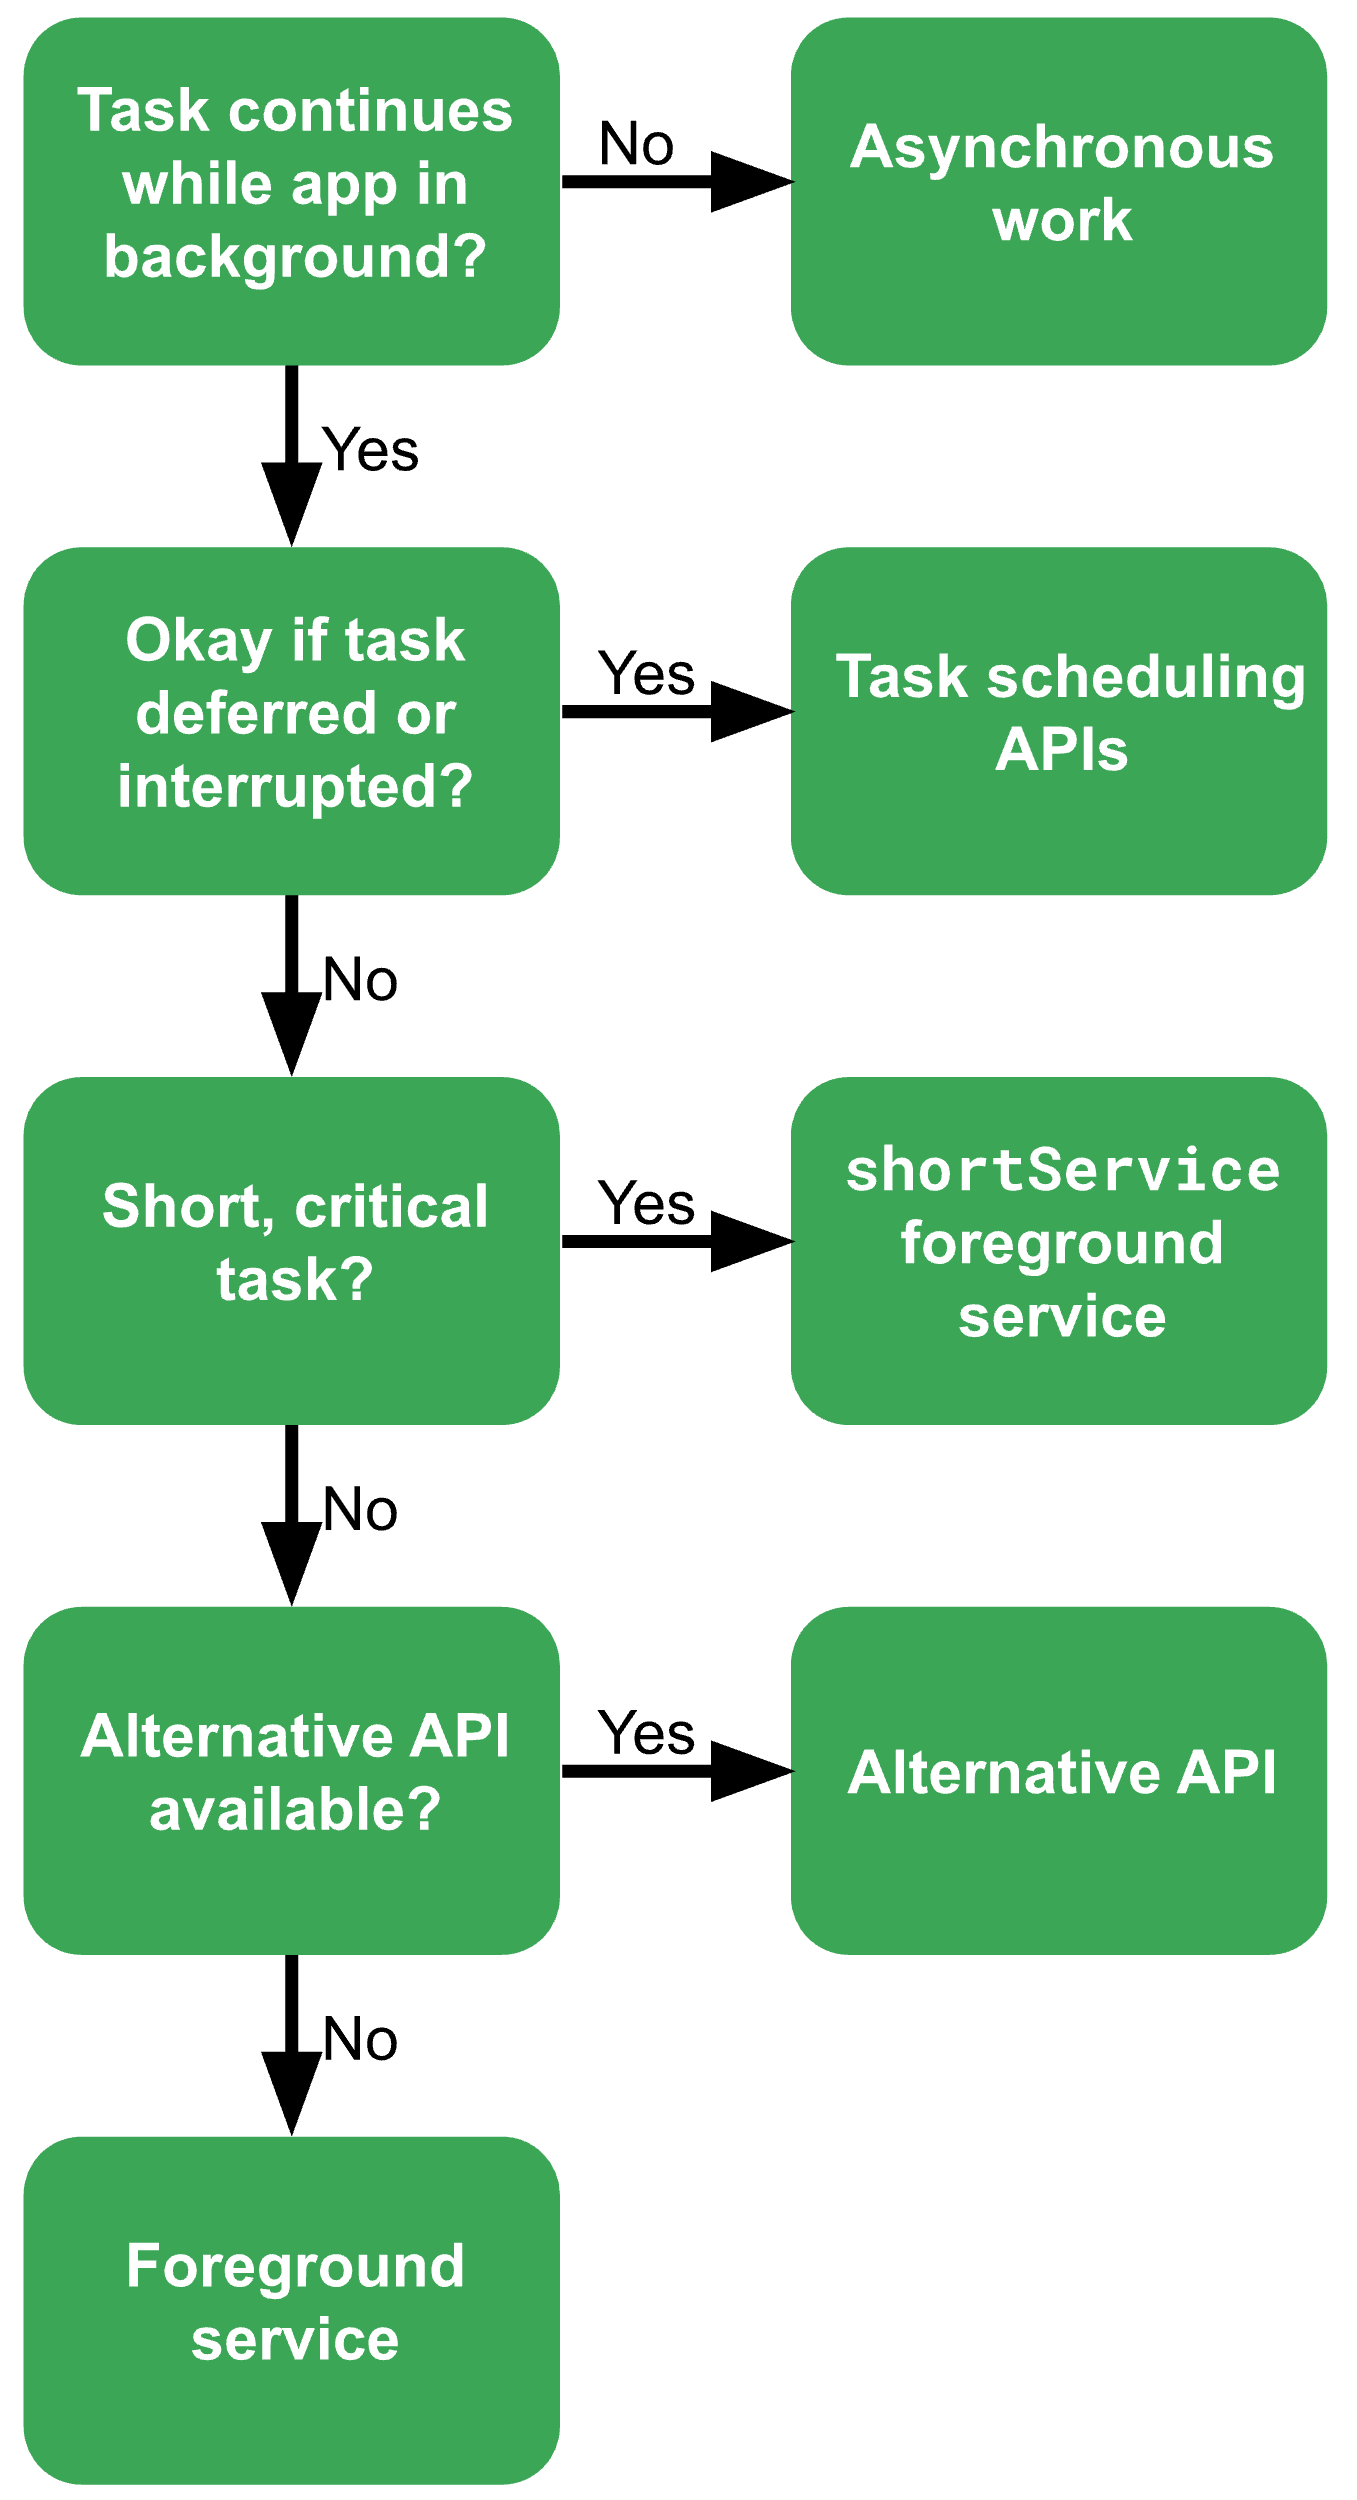 Task continues
while app in
background?
No
Asynchronous
work
Yes
Okay if task
deferred or
interrupted?
Yes
Task scheduling
APIs
No
Short, critical
task?
Yes
shortService
foreground
service
No
Alternative API
available?
Yes
Alternative API
No
Foreground
service